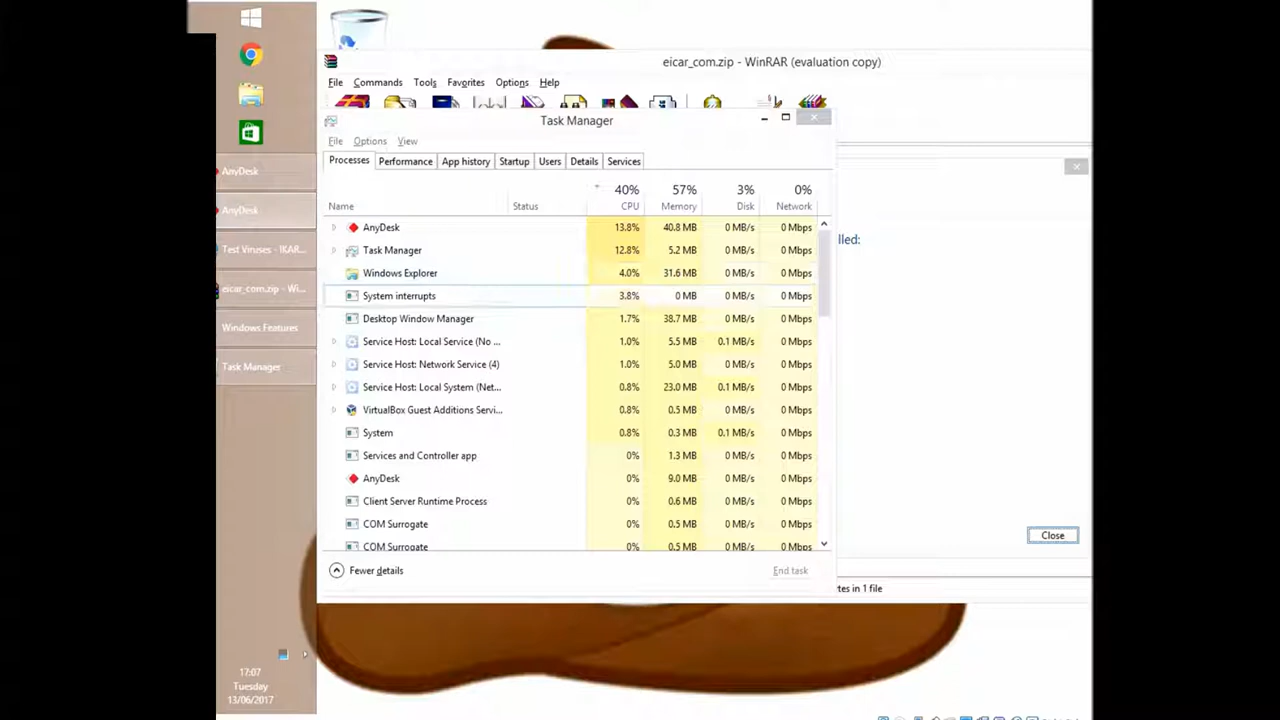 eicar_com.zip - WinRAR (evaluation copy)
File Commands Tools Favorites Options Help
Task Manager
File Options View
Processes Performance App history Startup Users Details Services
40% 57% 3% 0%
Name Status CPU Memory Disk Network
AnyDesk 13.8% 40.8 MB 0 MB/s 0 Mbps
Task Manager 12.8% 5.2 MB 0 MB/s 0 Mbps
Windows Explorer 4.0% 31.6 MB 0 MB/s 0 Mbps
System interrupts 3.8% 0 MB 0 MB/s 0 Mbps
Desktop Window Manager 1.7% 38.7 MB 0 MB/s 0 Mbps
Service Host: Local Service (No ... 1.0% 5.5 MB 0.1 MB/s 0 Mbps
Service Host: Network Service (4) 1.0% 5.0 MB 0 MB/s 0 Mbps
Service Host: Local System (Net... 0.8% 23.0 MB 0.1 MB/s 0 Mbps
VirtualBox Guest Additions Servi... 0.8% 0.5 MB 0 MB/s 0 Mbps
System 0.8% 0.3 MB 0.1 MB/s 0 Mbps
Services and Controller app 0% 1.3 MB 0 MB/s 0 Mbps
AnyDesk 0% 9.0 MB 0 MB/s 0 Mbps
Client Server Runtime Process 0% 0.6 MB 0 MB/s 0 Mbps
COM Surrogate 0% 0.5 MB 0 MB/s 0 Mbps
COM Surrogate 0% 0.5 MB 0 MB/s 0 Mbps
Fewer details End task
lled:
Close
tes in 1 file
AnyDesk
AnyDesk
Test Viruses - IKAR...
eicar_com.zip - Wi...
Windows Features
Task Manager
17:07
Tuesday
13/06/2017